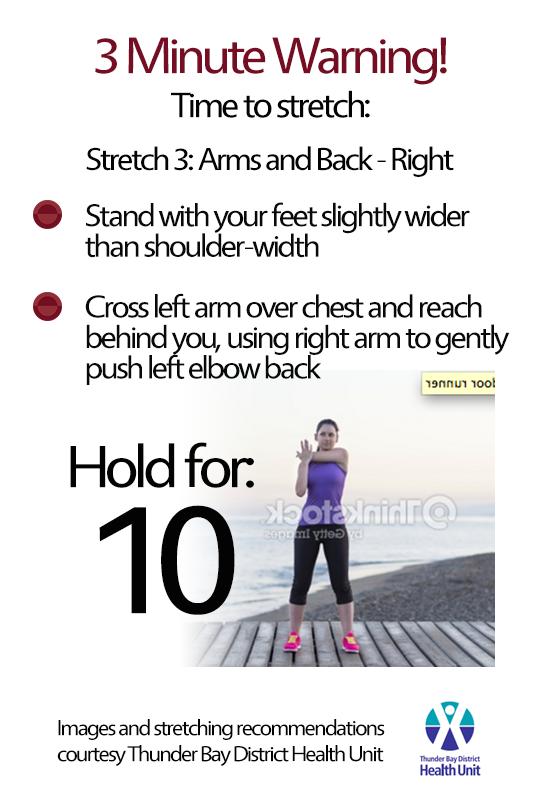 3 Minute Warning!
Time to stretch:
Stretch 3: Arms and Back - Right
Stand with your feet slightly wider
than shoulder-width
Cross left arm over chest and reach
behind you, using right arm to gently
push left elbow back
door runner
Hold for:
10
©Thinkstock.
by Getty Images
Images and stretching recommendations
courtesy Thunder Bay District Health Unit
Thunder Bay District
Health Unit